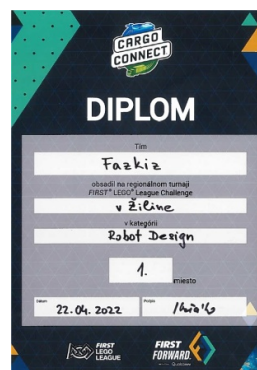 CARGO
CONNECT
DIPLOM
Tím
Fazkiz
obsadil na regionálnom turnaji
FIRST® LEGO® League Challenge
v Žiline
v kategórii
Robot Design
1.
miesto
Dátum
Podpis
22.04.2022
FIRST
LEGO
LEAGUE
FIRST
FORWARD